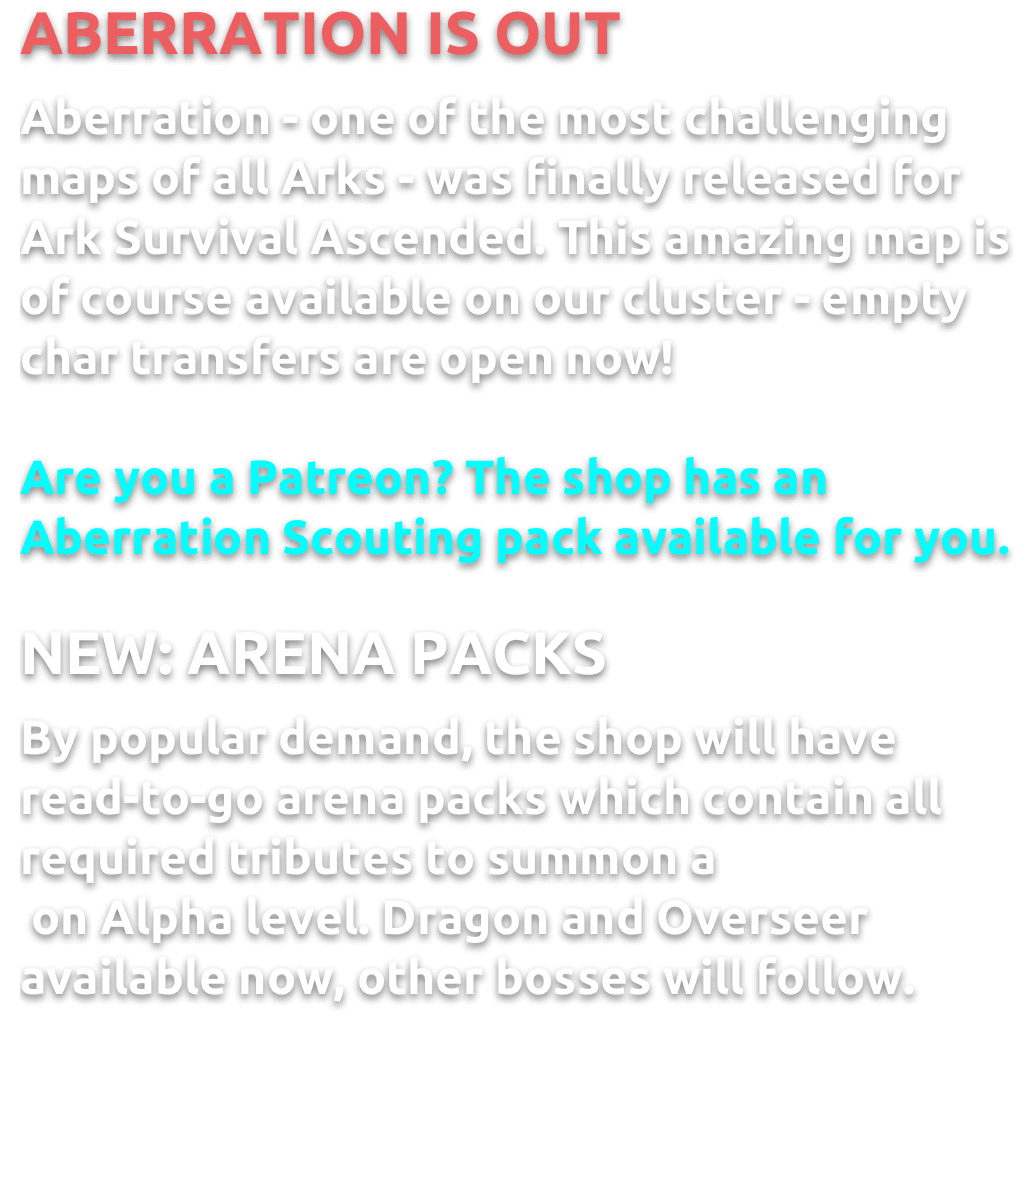 ABERRATION IS OUT
Aberration - one of the most challenging
maps of all Arks - was finally released for
Ark Survival Ascended. This amazing map is
of course available on our cluster - empty
char transfers are open now!
Are you a Patreon? The shop has an
Aberration Scouting pack available for you.
NEW: ARENA PACKS
By popular demand, the shop will have
read-to-go arena packs which contain all
required tributes to summon a
on Alpha level. Dragon and Overseer
available now, other bosses will follow.